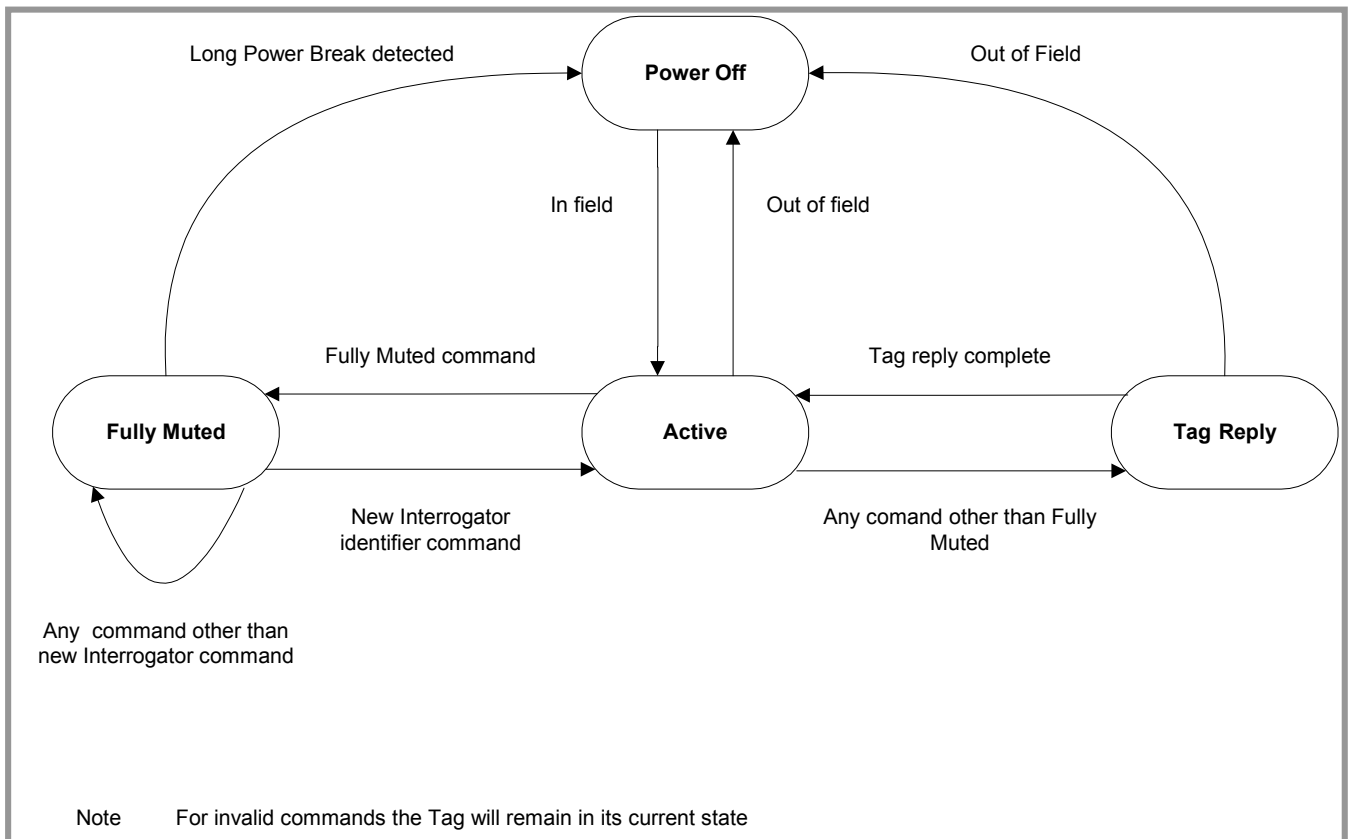 Long Power Break detected
Power Off
Out of Field
In field
Out of field
Fully Muted command
Tag reply complete
Fully Muted
Active
Tag Reply
New Interrogator
identifier command
Any comand other than Fully
Muted
Any command other than
new Interrogator command
Note For invalid commands the Tag will remain in its current state